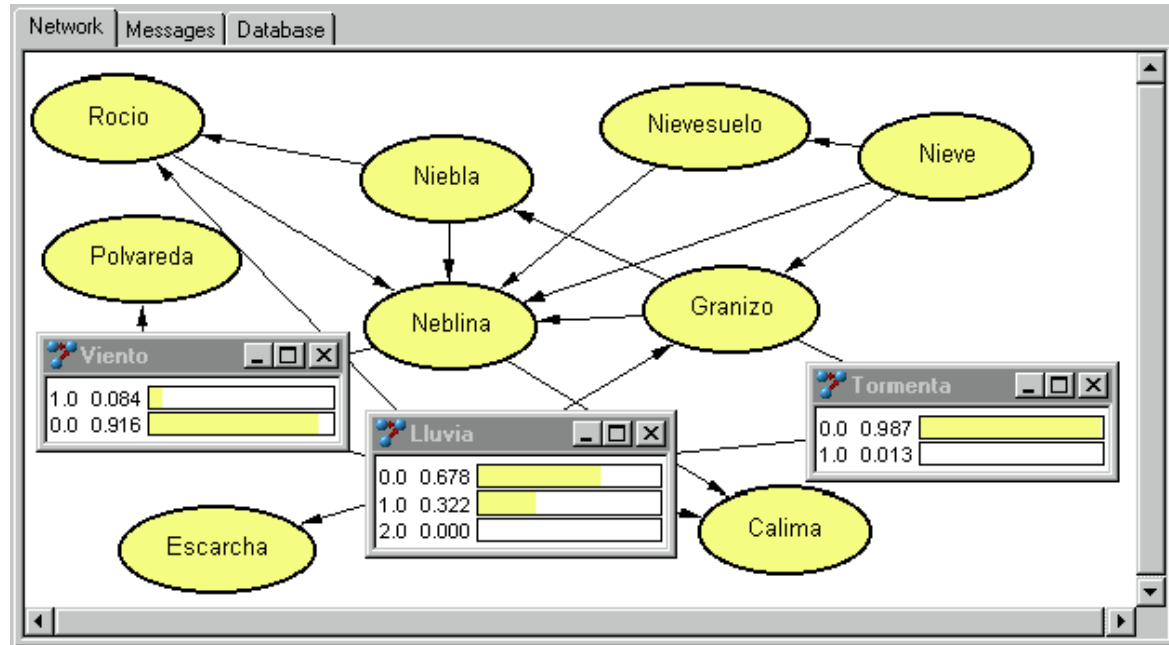 Network Messages Database
Rocio
Nievesuelo
Nieve
Niebla
Polvareda
Granizo
Neblina
Viento
1.0 0.084
0.0 0.916
Tormenta
0.0 0.987
1.0 0.013
Lluvia
0.0 0.678
1.0 0.322
2.0 0.000
Escarcha
Calima